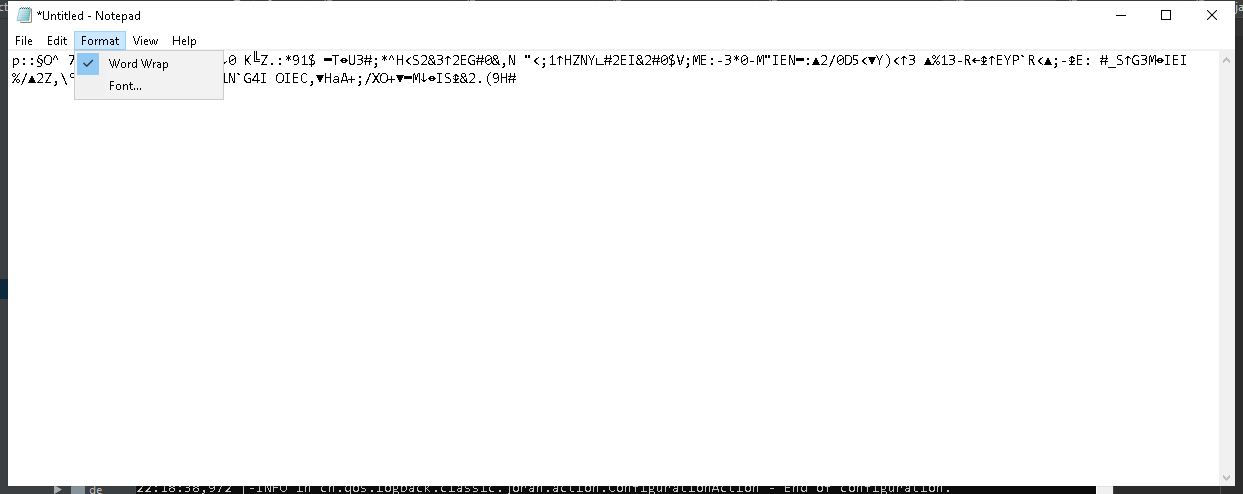 *Untitled - Notepad
File Edit Format View Help
Word Wrap
Font...
p::§O^ 7
0 K╚Z.:*91$ ━T♦U3#;*^H<S2&3↑2EG#0&,N "<;1↑HZNY∟#2EI&2#0$V;ME:-3*0-M"IEN━:▲2/0D5<▼Y)<↑3 ▲%13-R←↨↑EYP`R<▲;-↨E: #_S↑G3M♦IEI
%/▲2Z,\
N`G4I OIEC,▼HaA+;/XO+▼━M↓♦IS↨&2.(9H#
de
22:18:38,972 |-INFO in ch.qos.logback.classic.joran.action.ConfigurationAction - End of configuration.